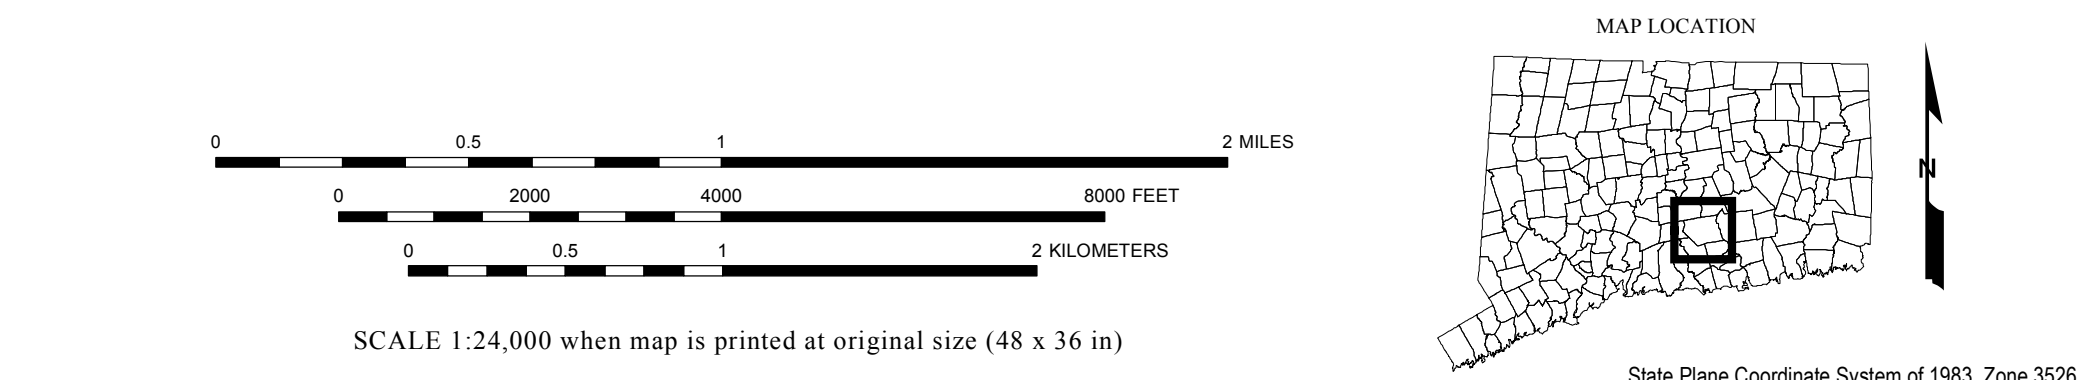 MAP LOCATION
0 0.5 1 2 MILES
0 2000 4000 8000 FEET
0 0.5 1 2 KILOMETERS
N
SCALE 1:24,000 when map is printed at original size (48 x 36 in)
State Plane Coordinate System of 1983, Zone 3526